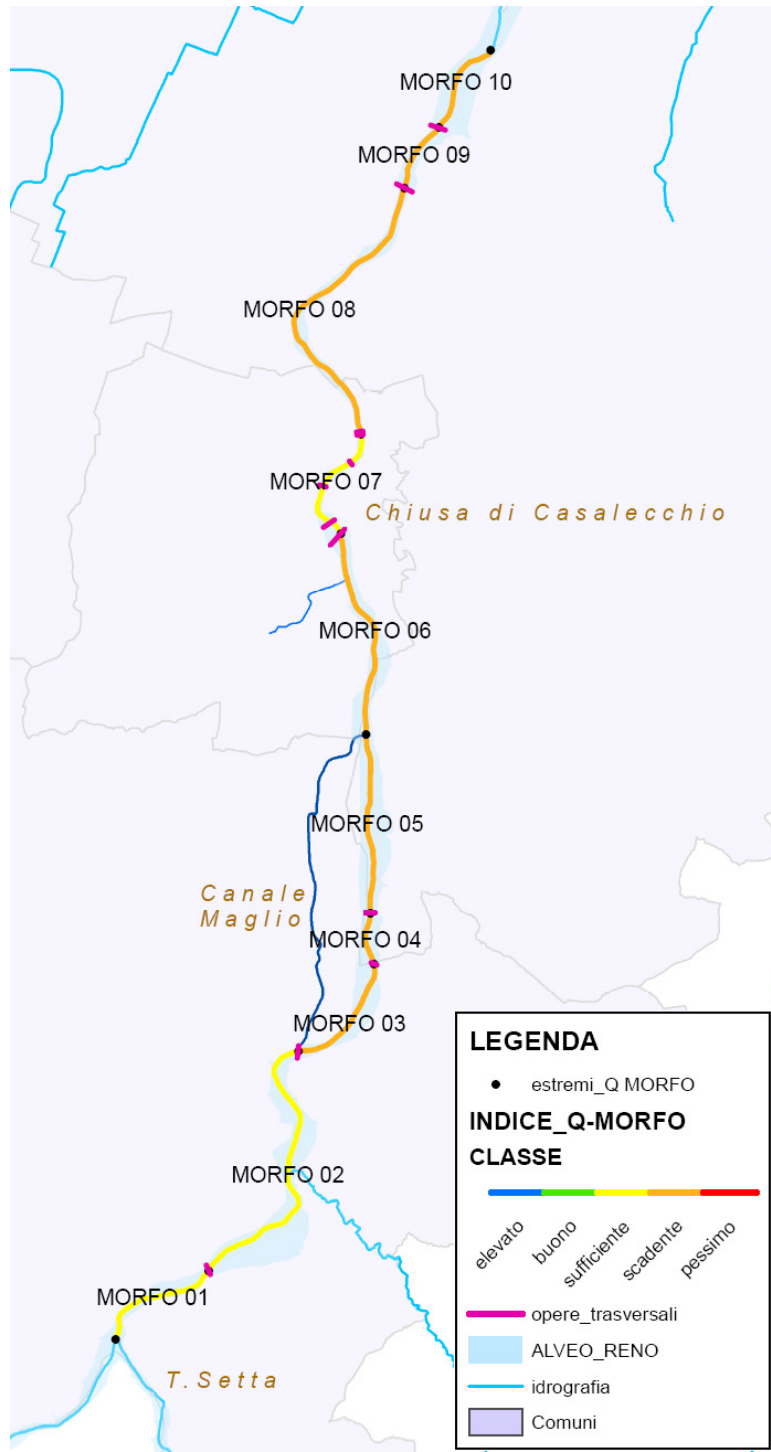 MORFO 10
MORFO 09
MORFO 08
MORFO 07
Chiusa di Casalecchio
MORFO 06
MORFO 05
Canale
Maglio
MORFO 04
MORFO 03
MORFO 02
MORFO 01
T. Setta
LEGENDA
estremi_Q MORFO
INDICE_Q-MORFO
CLASSE
elevato
buono
sufficiente
scadente
pessimo
opere_trasversali
ALVEO_RENO
idrografia
Comuni